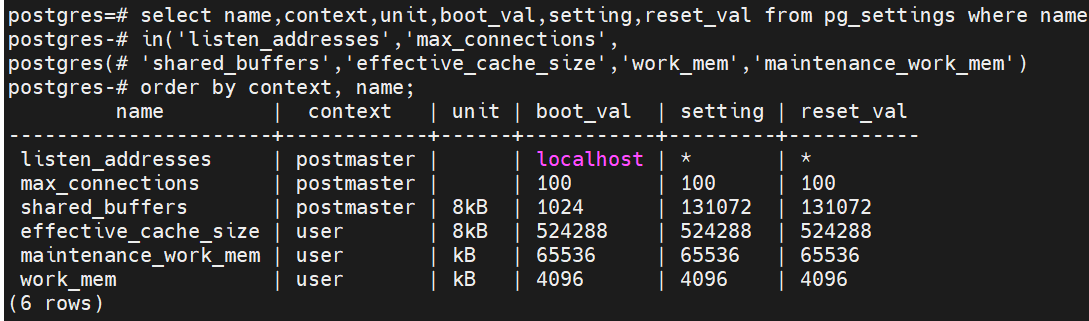 postgres=# select name,context,unit,boot_val,setting,reset_val from pg_settings where name
postgres-# in('listen_addresses','max_connections',
postgres(# 'shared_buffers','effective_cache_size','work_mem','maintenance_work_mem')
postgres-# order by context, name;
         name         |  context   | unit | boot_val  | setting | reset_val
----------------------+------------+------+-----------+---------+-----------
 listen_addresses     | postmaster |      | localhost | *       | *
 max_connections      | postmaster |      | 100       | 100     | 100
 shared_buffers       | postmaster | 8kB  | 1024      | 131072  | 131072
 effective_cache_size | user       | 8kB  | 524288    | 524288  | 524288
 maintenance_work_mem | user       | kB   | 65536     | 65536   | 65536
 work_mem             | user       | kB   | 4096      | 4096    | 4096
(6 rows)